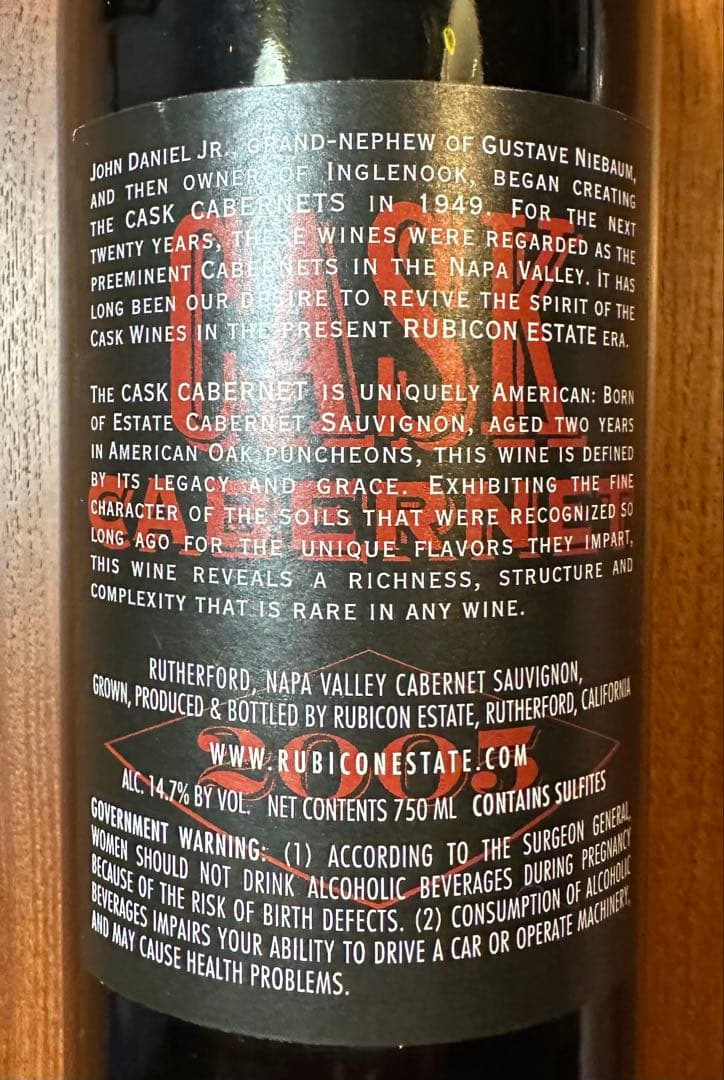 JOHN DANIEL JR., GRAND-NEPHEW OF GUSTAVE NIEBAUM,
AND THEN OWNER OF INGLENOOK, BEGAN CREATING
THE CASK CABERNETS IN 1949. FOR THE NEXT
TWENTY YEARS, THESE WINES WERE REGARDED AS THE
PREEMINENT CABERNETS IN THE NAPA VALLEY. IT HAS
LONG BEEN OUR DESIRE TO REVIVE THE SPIRIT OF THE
CASK WINES IN THE PRESENT RUBICON ESTATE ERA.
CASK
THE CASK CABERNET IS UNIQUELY AMERICAN: BORN
OF ESTATE CABERNET SAUVIGNON, AGED TWO YEARS
IN AMERICAN OAK PUNCHEONS, THIS WINE IS DEFINED
BY ITS LEGACY AND GRACE. EXHIBITING THE FINE
CHARACTER OF THE SOILS THAT WERE RECOGNIZED SO
LONG AGO FOR THE UNIQUE FLAVORS THEY IMPART,
THIS WINE REVEALS A RICHNESS, STRUCTURE AND
COMPLEXITY THAT IS RARE IN ANY WINE.
CABERNET
RUTHERFORD, NAPA VALLEY CABERNET SAUVIGNON,
GROWN, PRODUCED & BOTTLED BY RUBICON ESTATE, RUTHERFORD, CALIFORNIA
WWW.RUBICONESTATE.COM
2005
ALC. 14.7% BY VOL. NET CONTENTS 750 ML CONTAINS SULFITES
GOVERNMENT WARNING: (1) ACCORDING TO THE SURGEON GENERAL,
WOMEN SHOULD NOT DRINK ALCOHOLIC BEVERAGES DURING PREGNANCY
BECAUSE OF THE RISK OF BIRTH DEFECTS. (2) CONSUMPTION OF ALCOHOLIC
BEVERAGES IMPAIRS YOUR ABILITY TO DRIVE A CAR OR OPERATE MACHINERY,
AND MAY CAUSE HEALTH PROBLEMS.